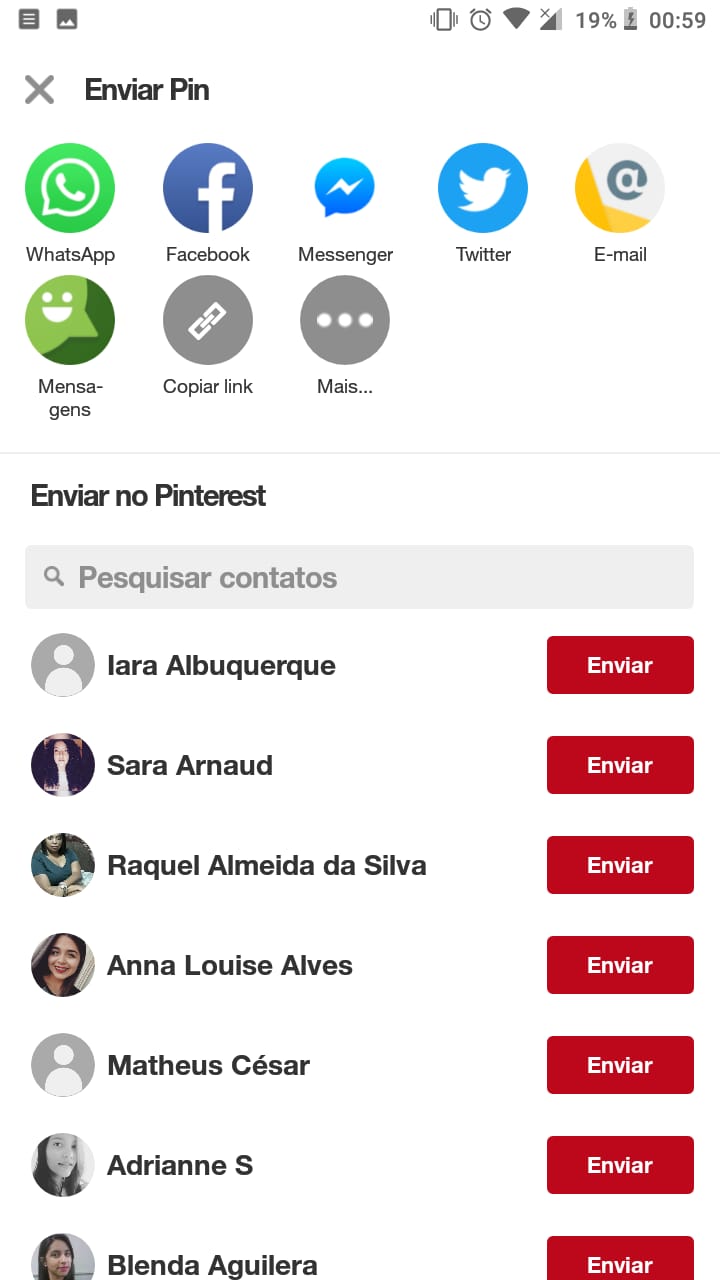 19% 00:59
Enviar Pin
WhatsApp Facebook Messenger Twitter E-mail
Mensa-
gens Copiar link Mais...
Enviar no Pinterest
Pesquisar contatos
Iara Albuquerque Enviar
Sara Arnaud Enviar
Raquel Almeida da Silva Enviar
Anna Louise Alves Enviar
Matheus César Enviar
Adrianne S Enviar
Blenda Aguilera Enviar